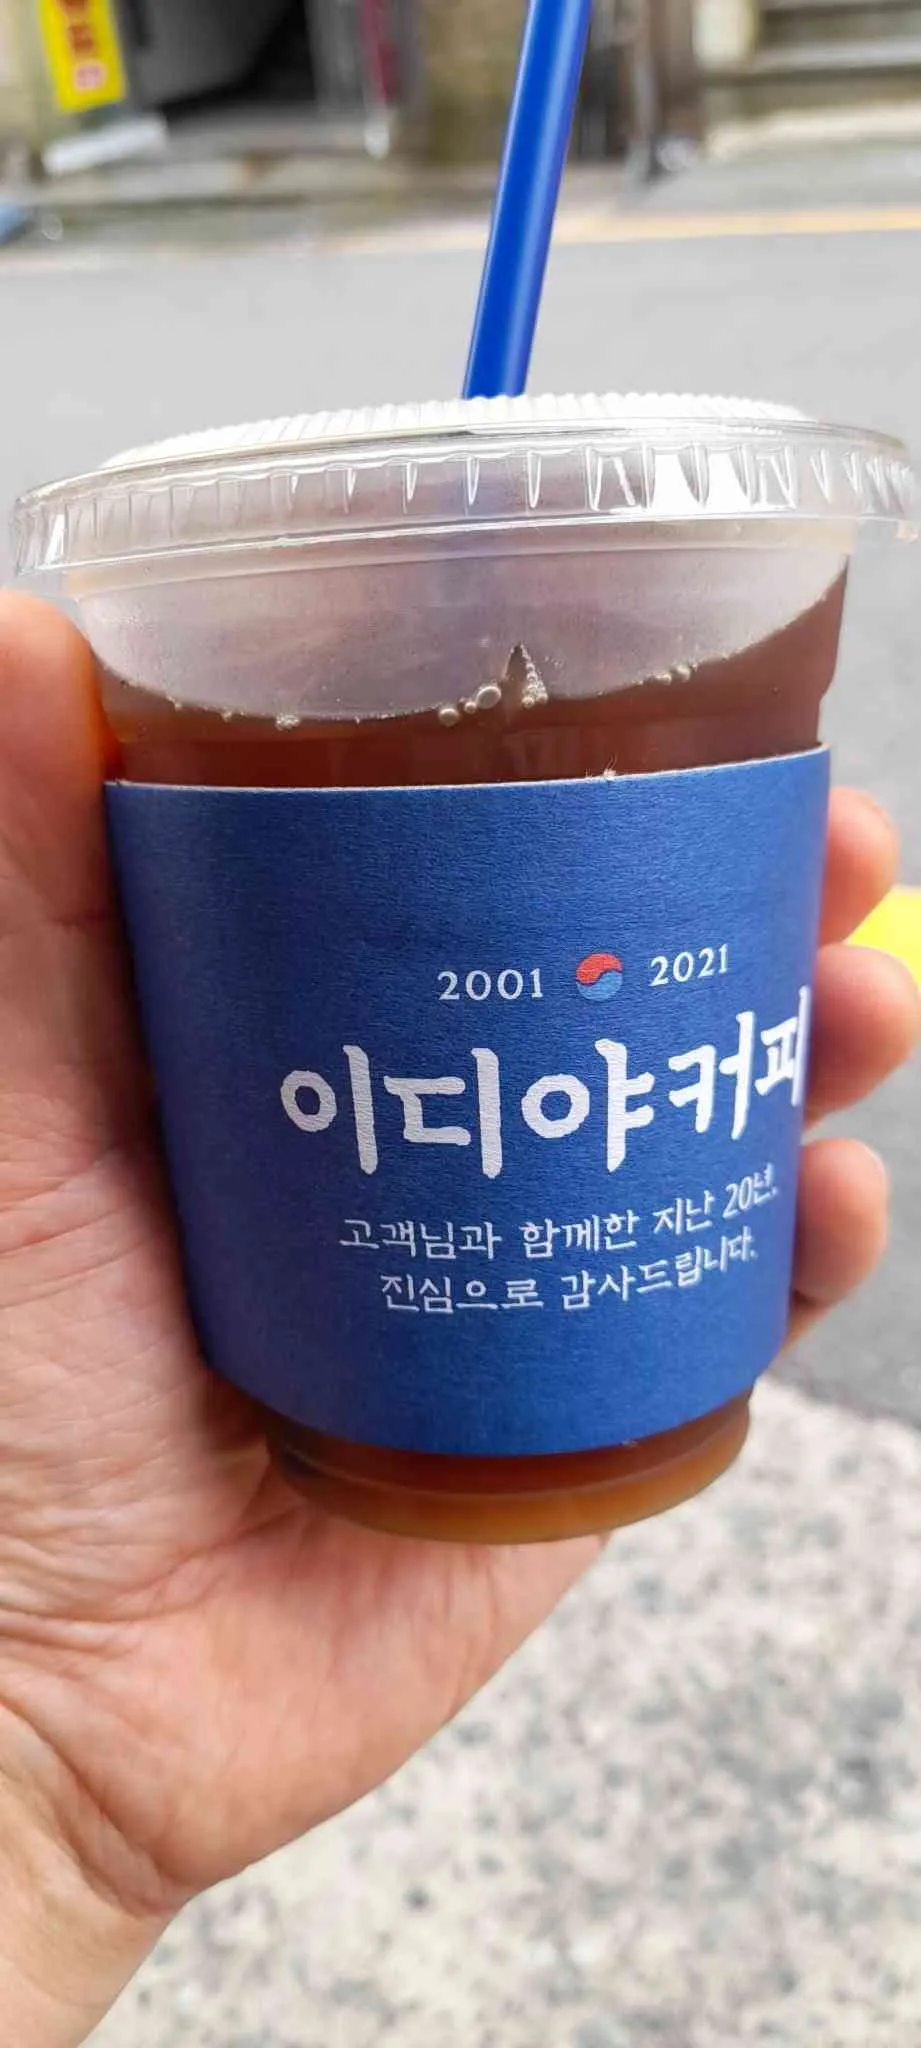 2001 2021
이디야커피
고객님과 함께한 지난 20년,
진심으로 감사드립니다.